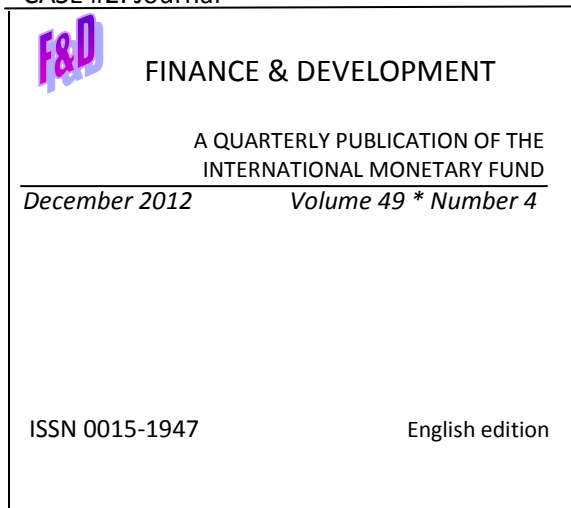 CASE #2: Journal
F&D
FINANCE & DEVELOPMENT
A QUARTERLY PUBLICATION OF THE
INTERNATIONAL MONETARY FUND
December 2012 Volume 49 * Number 4
ISSN 0015-1947 English edition